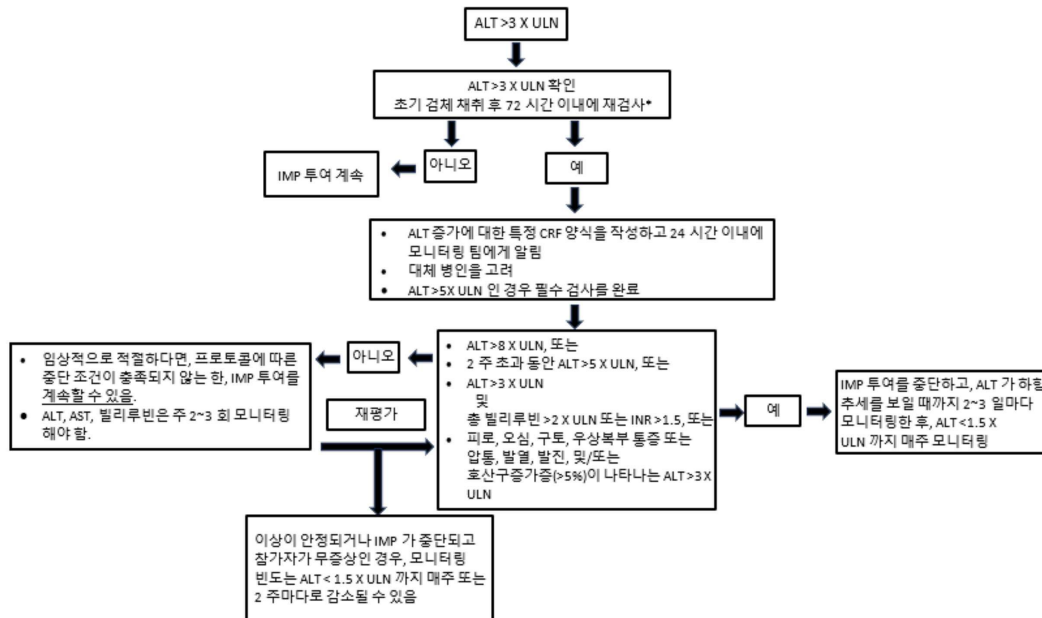 ALT >3 X ULN
ALT>3 X ULN 확인
초기 검체 채취 후 72 시간 이내에 재검사*
아니오
예
IMP 투여 계속
• ALT 증가에 대한 특정 CRF 양식을 작성하고 24 시간 이내에
모니터링 팀에게 알림
• 대체 병인을 고려
• ALT>5X ULN 인 경우 필수 검사를 완료
• 임상적으로 적절하다면, 프로토콜에 따른
중단 조건이 충족되지 않는 한, IMP 투여를
계속할 수 있음.
• ALT, AST, 빌리루빈은 주 2~3 회 모니터링
해야 함.
아니오
재평가
• ALT>8 X ULN, 또는
• 2 주 초과 동안 ALT>5 X ULN, 또는
• ALT>3 X ULN
및
총 빌리루빈 >2 X ULN 또는 INR >1.5, 또는
• 피로, 오심, 구토, 우상복부 통증 또는
압통, 발열, 발진, 및/또는
호산구증가증(>5%)이 나타나는 ALT>3 X
ULN
예
IMP 투여를 중단하고, ALT 가 하향
추세를 보일 때까지 2~3 일마다
모니터링한 후, ALT <1.5 X
ULN 까지 매주 모니터링
이상이 안정되거나 IMP 가 중단되고
참가자가 무증상인 경우, 모니터링
빈도는 ALT< 1.5 X ULN 까지 매주 또는
2 주마다로 감소될 수 있음